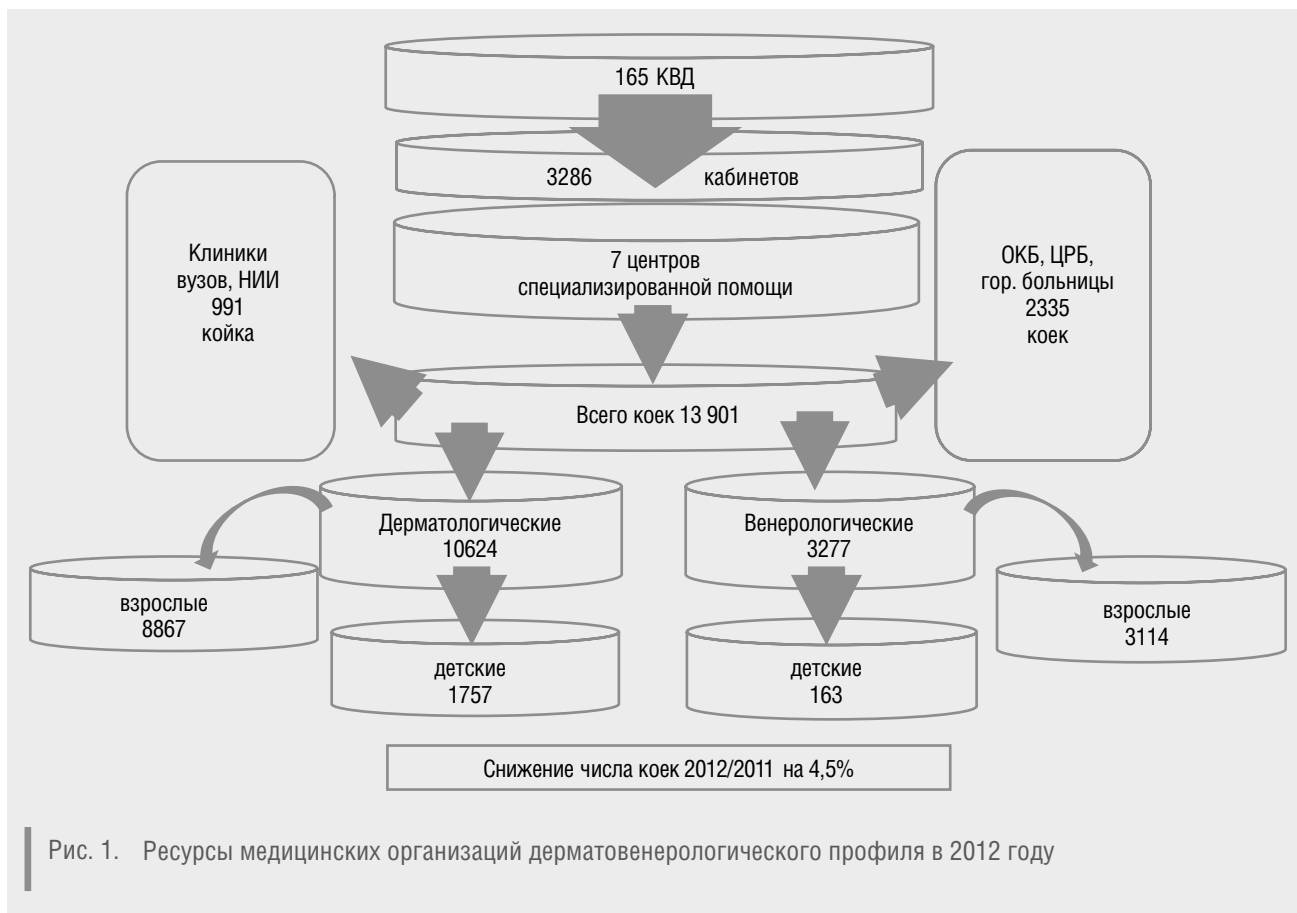 165 КВД
3286 кабинетов
7 центров
специализированной помощи
Клиники
вузов, НИИ
991
койка
ОКБ, ЦРБ,
гор. больницы
2335
коек
Всего коек 13 901
Дерматологические
10624
Венерологические
3277
взрослые
8867
взрослые
3114
детские
1757
детские
163
Снижение числа коек 2012/2011 на 4,5%
Рис. 1. Ресурсы медицинских организаций дерматовенерологического профиля в 2012 году